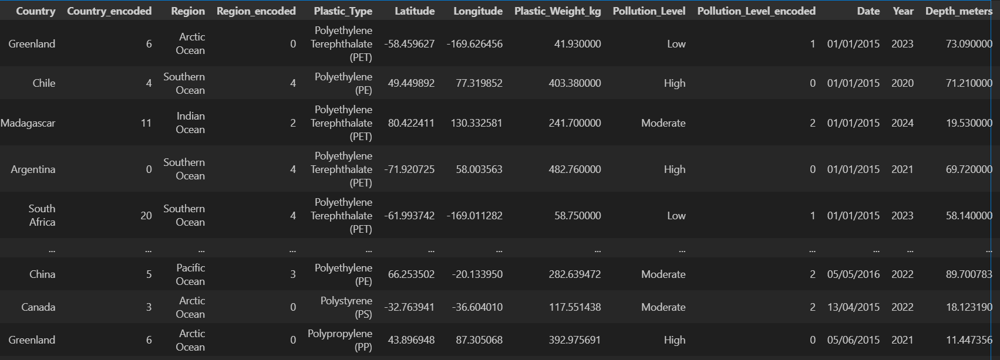 Country Country_encoded Region Region_encoded Plastic_Type Latitude Longitude Plastic_Weight_kg Pollution_Level Pollution_Level_encoded Date Year Depth_meters
Greenland 6 Arctic Ocean 0 Polyethylene Terephthalate (PET) -58.459627 -169.626456 41.930000 Low 1 01/01/2015 2023 73.090000
Chile 4 Southern Ocean 4 Polyethylene (PE) 49.449892 77.319852 403.380000 High 0 01/01/2015 2020 71.210000
Madagascar 11 Indian Ocean 2 Polyethylene Terephthalate (PET) 80.422411 130.332581 241.700000 Moderate 2 01/01/2015 2024 19.530000
Argentina 0 Southern Ocean 4 Polyethylene Terephthalate (PET) -71.920725 58.003563 482.760000 High 0 01/01/2015 2021 69.720000
South Africa 20 Southern Ocean 4 Polyethylene Terephthalate (PET) -61.993742 -169.011282 58.750000 Low 1 01/01/2015 2023 58.140000
... ... ... ... ... ... ... ... ... ... ... ... ...
China 5 Pacific Ocean 3 Polyethylene (PE) 66.253502 -20.133950 282.639472 Moderate 2 05/05/2016 2022 89.700783
Canada 3 Arctic Ocean 0 Polystyrene (PS) -32.763941 -36.604010 117.551438 Moderate 2 13/04/2015 2022 18.123190
Greenland 6 Arctic Ocean 0 Polypropylene (PP) 43.896948 87.305068 392.975691 High 0 05/06/2015 2021 11.447356